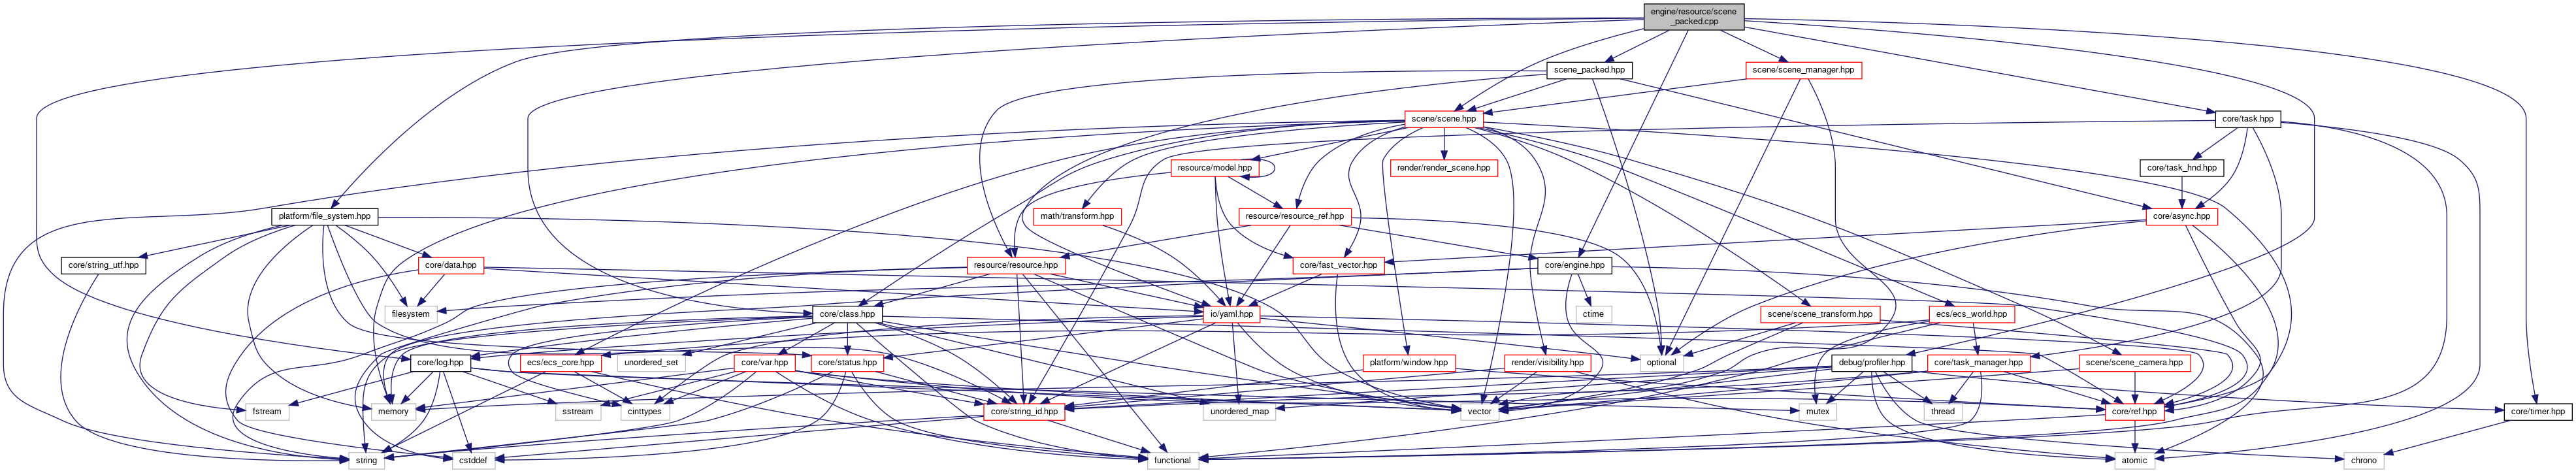 engine/resource/scene
_packed.cpp
scene_packed.hpp
scene/scene_manager.hpp
scene/scene.hpp
core/task.hpp
resource/model.hpp
render/render_scene.hpp
core/task_hnd.hpp
platform/file_system.hpp
math/transform.hpp
resource/resource_ref.hpp
core/async.hpp
core/string_utf.hpp
core/data.hpp
resource/resource.hpp
core/fast_vector.hpp
core/engine.hpp
filesystem
core/class.hpp
io/yaml.hpp
ctime
scene/scene_transform.hpp
ecs/ecs_world.hpp
core/log.hpp
ecs/ecs_core.hpp
unordered_set
core/var.hpp
core/status.hpp
platform/window.hpp
render/visibility.hpp
optional
debug/profiler.hpp
core/task_manager.hpp
scene/scene_camera.hpp
fstream
memory
sstream
cinttypes
core/string_id.hpp
unordered_map
vector
mutex
thread
core/ref.hpp
core/timer.hpp
string
cstddef
functional
atomic
chrono